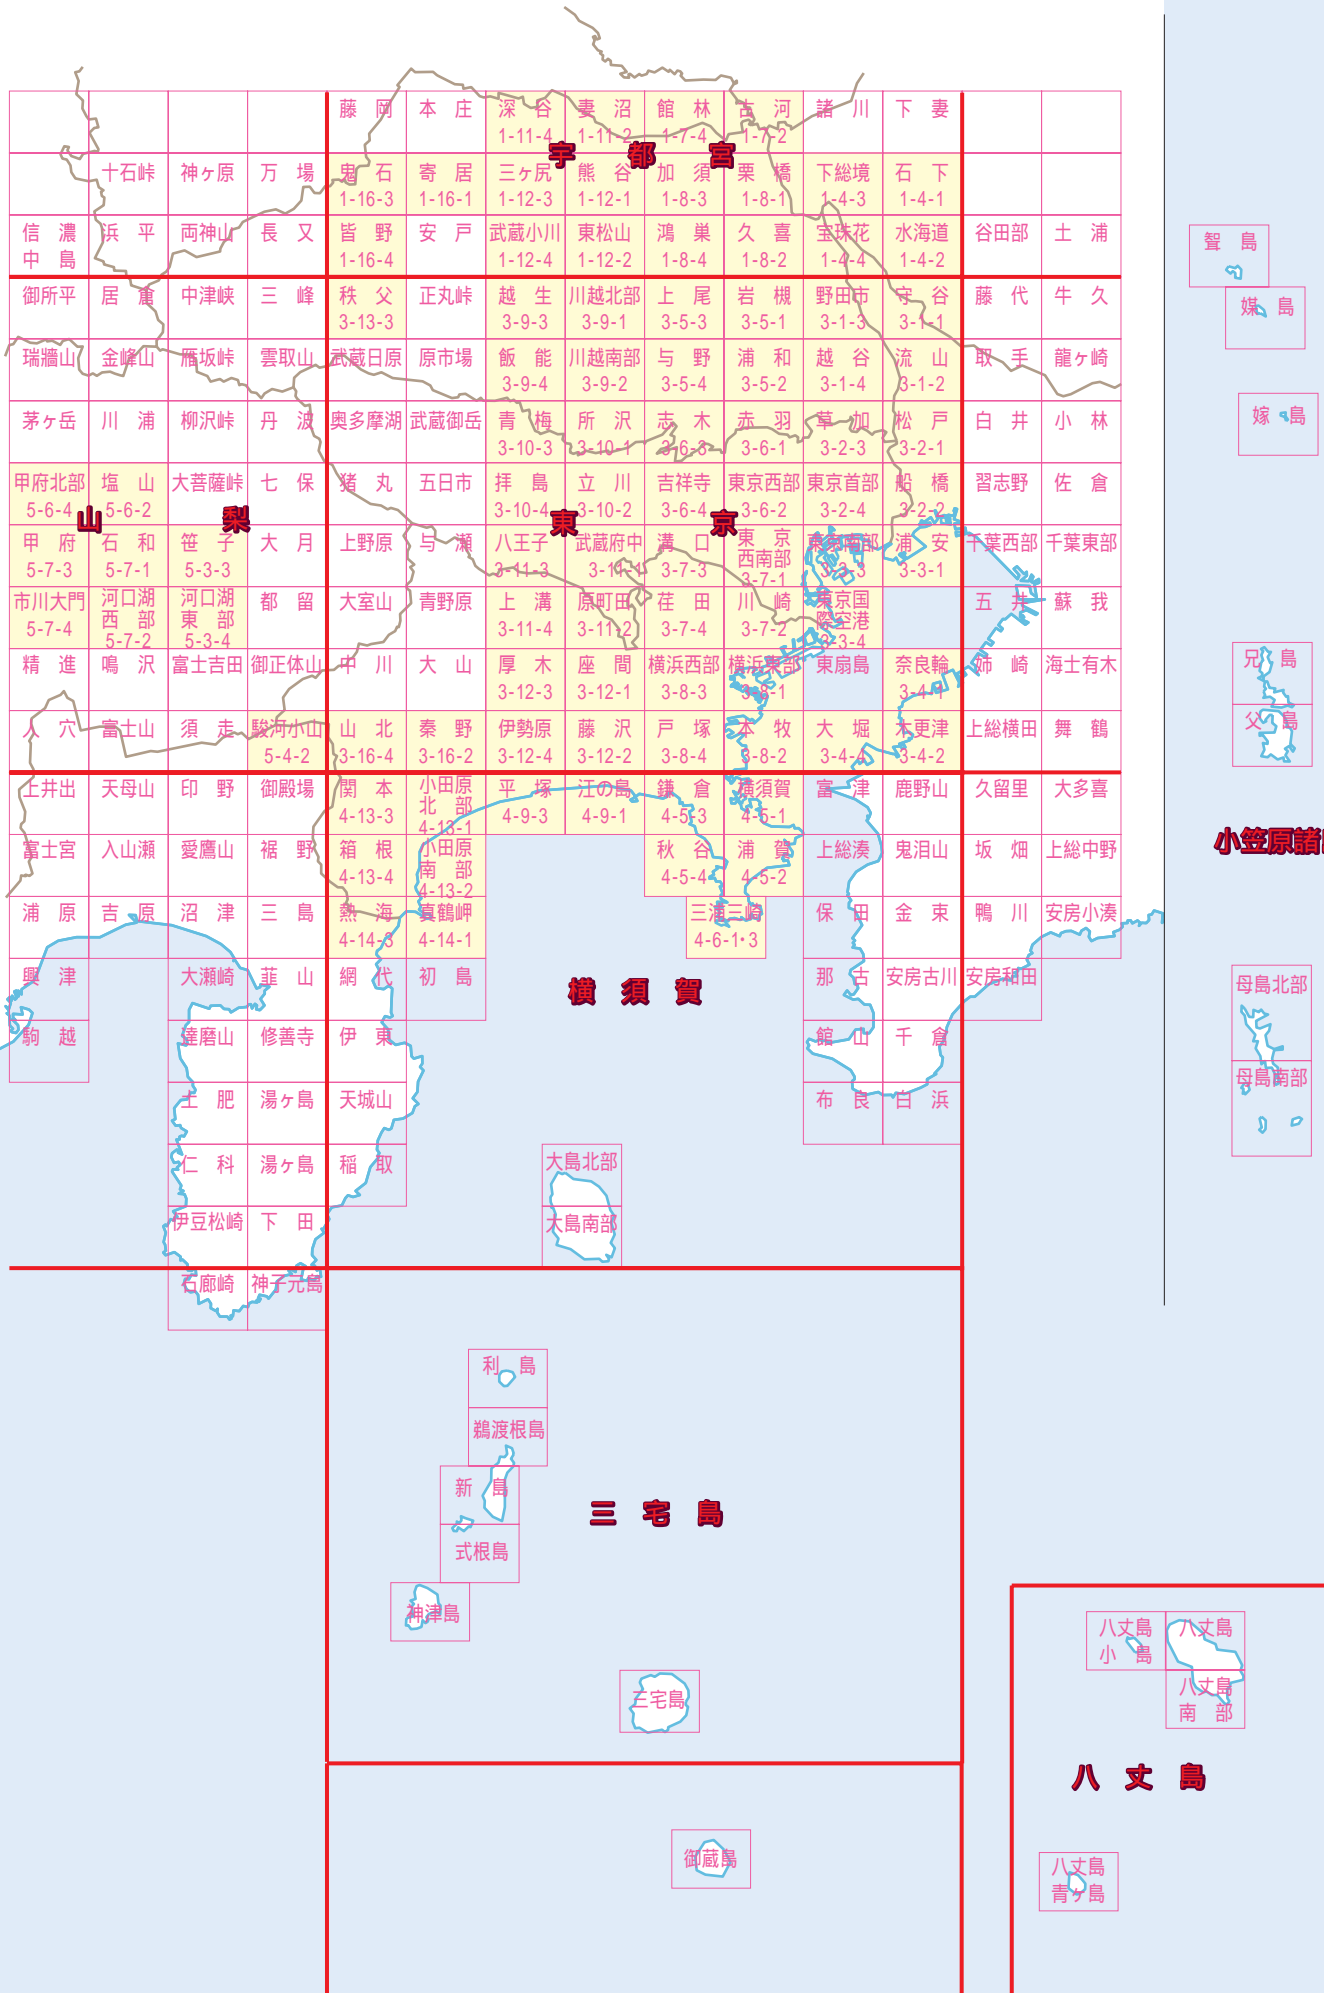 藤岡
本庄
深谷
1-11-4
妻沼
1-11-2
館林
1-7-4
古河
1-7-2
諸川
下妻
宇都宮
十石峠
神ヶ原
万場
鬼石
1-16-3
寄居
1-16-1
三ヶ尻
1-12-3
熊谷
1-12-1
加須
1-8-3
栗橋
1-8-1
下総境
1-4-3
石下
1-4-1
信濃
中島
浜平
両神山
長又
皆野
1-16-4
安戸
武蔵小川
1-12-4
東松山
1-12-2
鴻巣
1-8-4
久喜
1-8-2
宝珠花
1-4-4
水海道
1-4-2
谷田部
土浦
御所平
居倉
中津峡
三峰
秩父
3-13-3
正丸峠
越生
3-9-3
川越北部
3-9-1
上尾
3-5-3
岩槻
3-5-1
野田市
3-1-3
守谷
3-1-1
藤代
牛久
瑞牆山
金峰山
雁坂峠
雲取山
武蔵日原
原市場
飯能
3-9-4
川越南部
3-9-2
与野
3-5-4
浦和
3-5-2
越谷
3-1-4
流山
3-1-2
取手
龍ヶ崎
茅ヶ岳
川浦
柳沢峠
丹波
奥多摩湖
武蔵御岳
青梅
3-10-3
所沢
3-10-1
志木
3-6-3
赤羽
3-6-1
草加
3-2-3
松戸
3-2-1
白井
小林
甲府北部
5-6-4
塩山
5-6-2
大菩薩峠
七保
猪丸
五日市
拝島
3-10-4
立川
3-10-2
吉祥寺
3-6-4
東京西部
3-6-2
東京首部
3-2-4
船橋
3-2-2
習志野
佐倉
山梨
東京
甲府
5-7-3
石和
5-7-1
笹子
5-3-3
大月
上野原
与瀬
八王子
3-11-3
武蔵府中
3-11-1
溝口
3-7-3
東京
西南部
3-7-1
東京南部
3-3-3
浦安
3-3-1
千葉西部
千葉東部
市川大門
5-7-4
河口湖
西部
5-7-2
河口湖
東部
5-3-4
都留
大室山
青野原
上溝
3-11-4
原町田
3-11-2
荏田
3-7-4
川崎
3-7-2
東京国
際空港
3-3-4
五井
蘇我
精進
鳴沢
富士吉田
御正体山
中川
大山
厚木
3-12-3
座間
3-12-1
横浜西部
3-8-3
横浜東部
3-8-1
東扇島
奈良輪
3-4-1
姉崎
海士有木
人穴
富士山
須走
駿河小山
5-4-2
山北
3-16-4
秦野
3-16-2
伊勢原
3-12-4
藤沢
3-12-2
戸塚
3-8-4
本牧
3-8-2
大堀
3-4-4
木更津
3-4-2
上総横田
舞鶴
上井出
天母山
印野
御殿場
関本
4-13-3
小田原
北部
4-13-1
平塚
4-9-3
江の島
4-9-1
鎌倉
4-5-3
横須賀
4-5-1
富津
鹿野山
久留里
大多喜
富士宮
入山瀬
愛鷹山
裾野
箱根
4-13-4
小田原
南部
4-13-2
秋谷
4-5-4
浦賀
4-5-2
上総湊
鬼泪山
坂畑
上総中野
浦原
吉原
沼津
三島
熱海
4-14-3
真鶴岬
4-14-1
三浦三崎
4-6-1・3
保田
金束
鴨川
安房小湊
興津
大瀬崎
韮山
網代
初島
横須賀
那古
安房古川
安房和田
駒越
達磨山
修善寺
伊東
館山
千倉
土肥
湯ヶ島
天城山
布良
白浜
仁科
湯ヶ島
稲取
大島北部
伊豆松崎
下田
大島南部
石廊崎
神子元島
利島
鵜渡根島
新島
三宅島
式根島
神津島
三宅島
御蔵島
聟島
媒島
嫁島
兄島
父島
小笠原諸
母島北部
母島南部
八丈島
小島
八丈島
八丈島
南部
八丈島
八丈島
青ヶ島